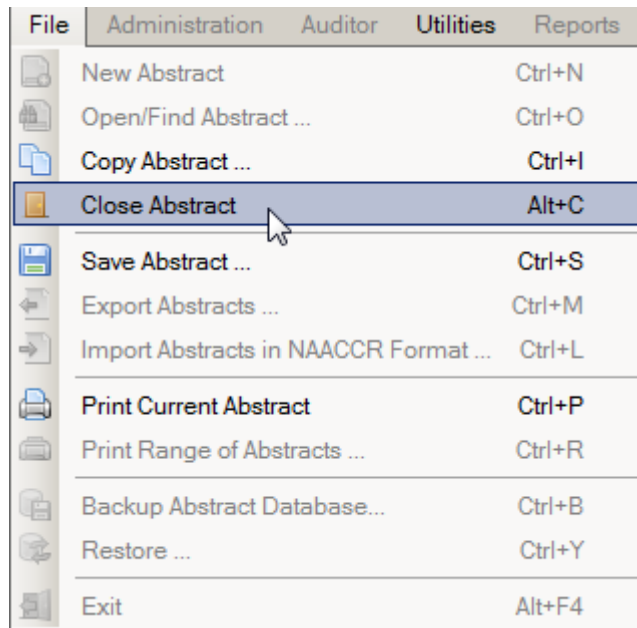 File Administration Auditor Utilities Reports
New Abstract Ctrl+N
Open/Find Abstract ... Ctrl+O
Copy Abstract ... Ctrl+I
Close Abstract Alt+C
Save Abstract ... Ctrl+S
Export Abstracts ... Ctrl+M
Import Abstracts in NAACCR Format ... Ctrl+L
Print Current Abstract Ctrl+P
Print Range of Abstracts ... Ctrl+R
Backup Abstract Database... Ctrl+B
Restore ... Ctrl+Y
Exit Alt+F4